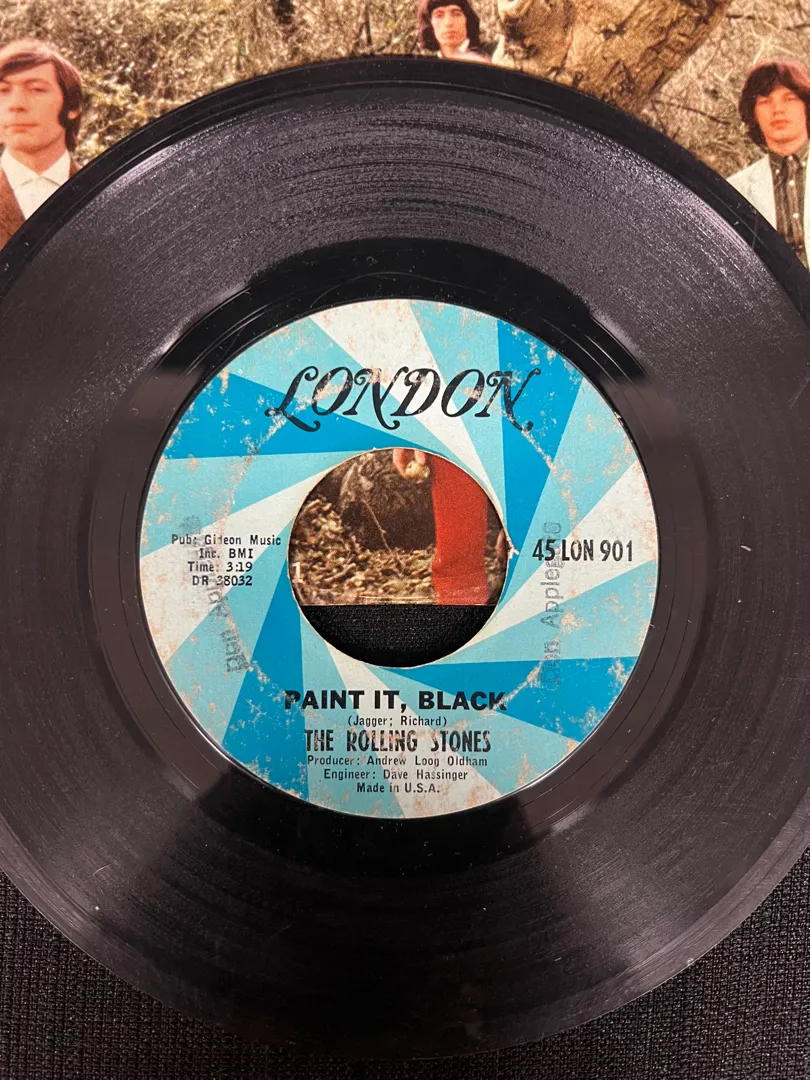 LONDON
Pub: Gideon Music
Inc. BMI
Time: 3:19
DR 38032
45 LON 901
PAINT IT, BLACK
(Jagger; Richard)
THE ROLLING STONES
Producer: Andrew Loog Oldham
Engineer: Dave Hassinger
Made in U.S.A.